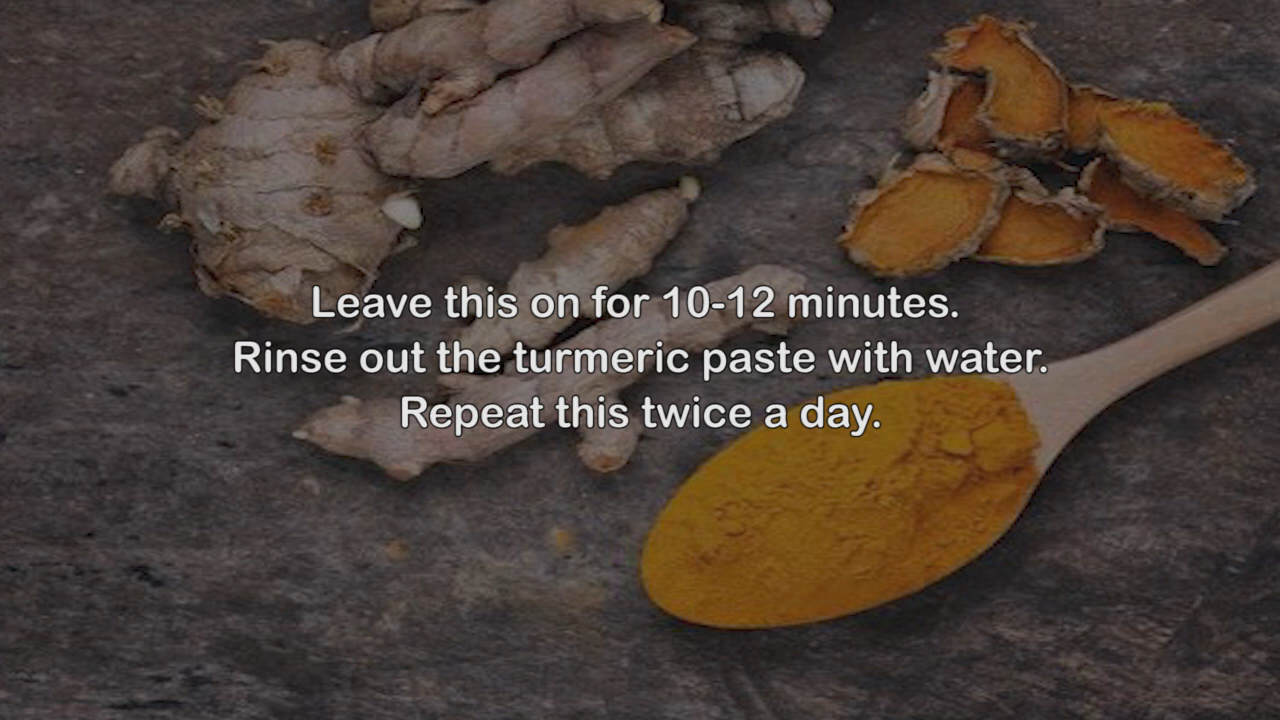 Leave this on for 10-12 minutes.
Rinse out the turmeric paste with water.
Repeat this twice a day.